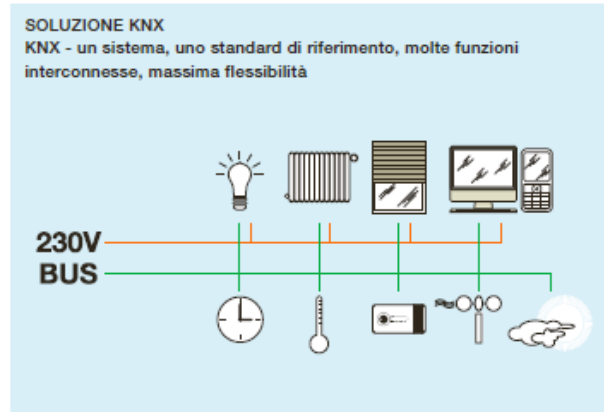 SOLUZIONE KNX
KNX - un sistema, uno standard di riferimento, molte funzioni
interconnesse, massima flessibilità
230V
BUS